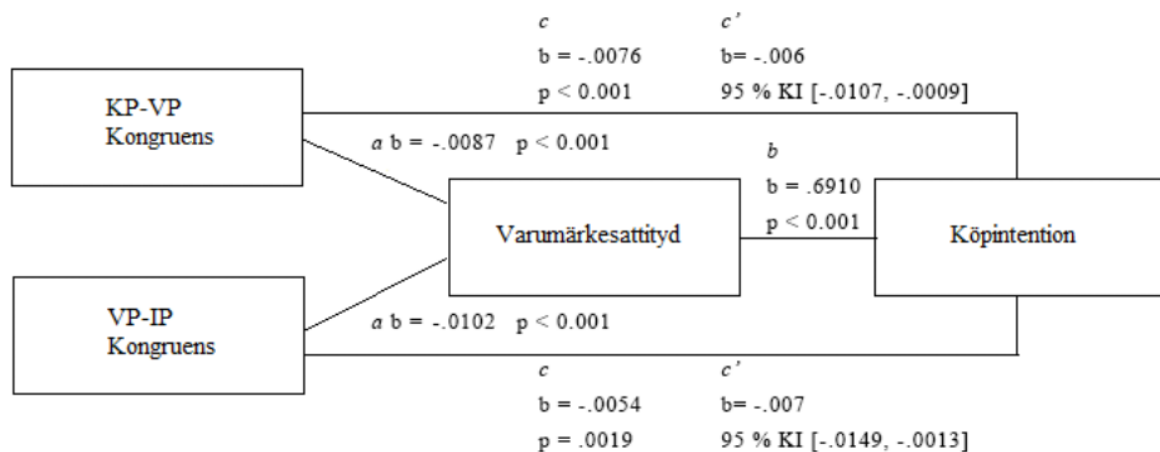 c c’
b = -.0076 b= -.006
p < 0.001 95 % KI [-.0107, -.0009]
KP-VP
Kongruens
a b = -.0087 p < 0.001
b
b = .6910
p < 0.001
Varumärkesattityd
Köpintention
VP-IP
Kongruens
a b = -.0102 p < 0.001
c c’
b = -.0054 b= -.007
p = .0019 95 % KI [-.0149, -.0013]